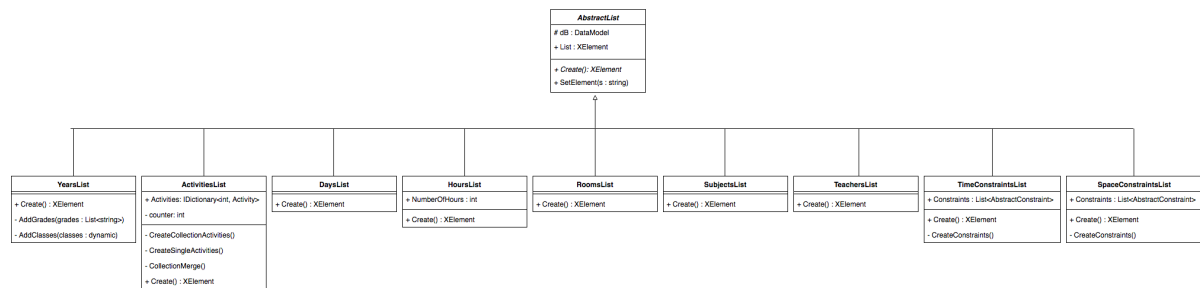 AbstractList
# dB : DataModel
+ List : XElement
+ Create(): XElement
+ SetElement(s : string)
YearsList
+ Create() : XElement
- AddGrades(grades : List<string>)
- AddClasses(classes : dynamic)
ActivitiesList
+ Activities: IDictionary<int, Activity>
- counter: int
- CreateCollectionActivities()
- CreateSingleActivities()
- CollectionMerge()
+ Create() : XElement
DaysList
+ Create() : XElement
HoursList
+ NumberOfHours : int
+ Create() : XElement
RoomsList
+ Create() : XElement
SubjectsList
+ Create() : XElement
TeachersList
+ Create() : XElement
TimeConstraintsList
+ Constraints : List<AbstractConstraint>
+ Create() : XElement
- CreateConstraints()
SpaceConstraintsList
+ Constraints : List<AbstractConstraint>
+ Create() : XElement
- CreateConstraints()